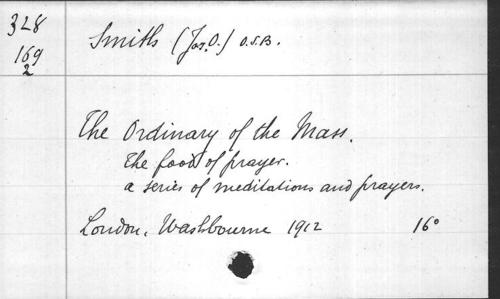 328
169
2
Smith (Jos. O.) O.S.B.
The Ordinary of the Mass.
The food of prayer.
a series of meditations and prayers.
London, Washbourne 1912 16°